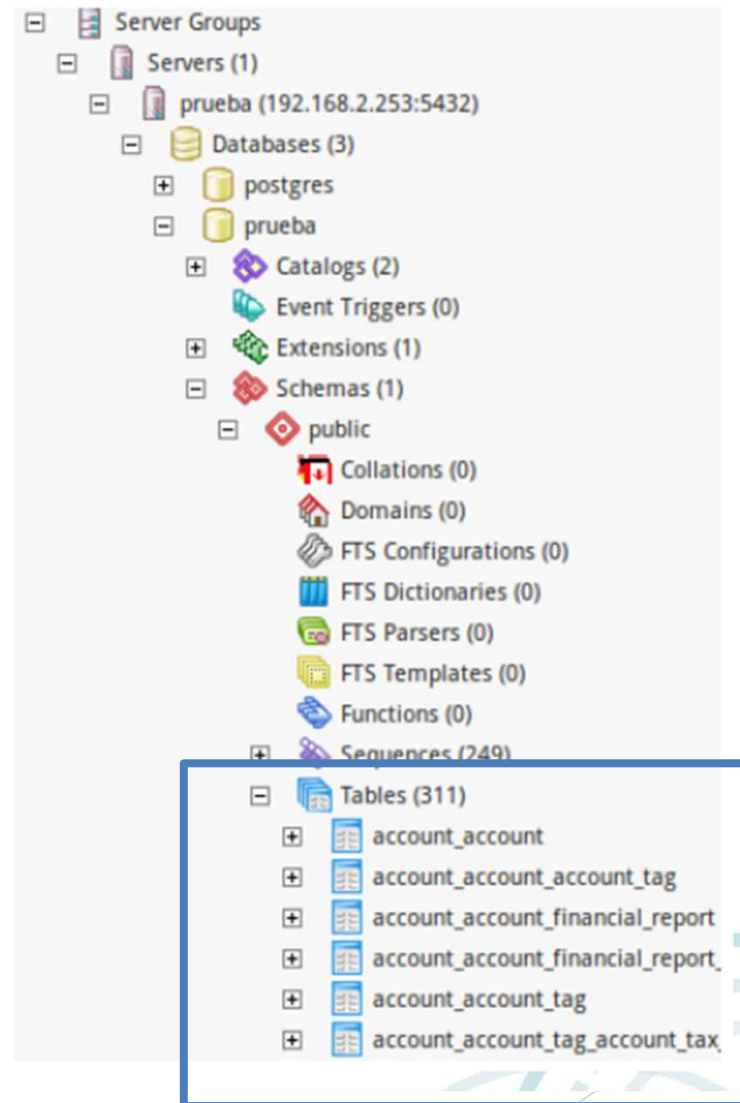 Server Groups
Servers (1)
prueba (192.168.2.253:5432)
Databases (3)
postgres
prueba
Catalogs (2)
Event Triggers (0)
Extensions (1)
Schemas (1)
public
Collations (0)
Domains (0)
FTS Configurations (0)
FTS Dictionaries (0)
FTS Parsers (0)
FTS Templates (0)
Functions (0)
Sequences (249)
Tables (311)
account_account
account_account_account_tag
account_account_financial_report
account_account_financial_report_
account_account_tag
account_account_tag_account_tax_